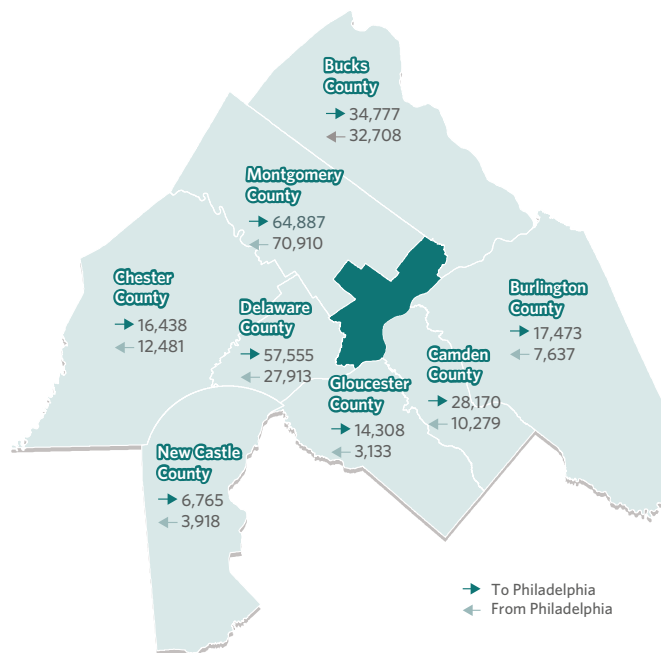 Bucks
County
34,777
32,708
Montgomery
County
64,887
70,910
Chester
County
16,438
12,481
Delaware
County
57,555
27,913
Burlington
County
17,473
7,637
Camden
County
28,170
10,279
Gloucester
County
14,308
3,133
New Castle
County
6,765
3,918
To Philadelphia
From Philadelphia